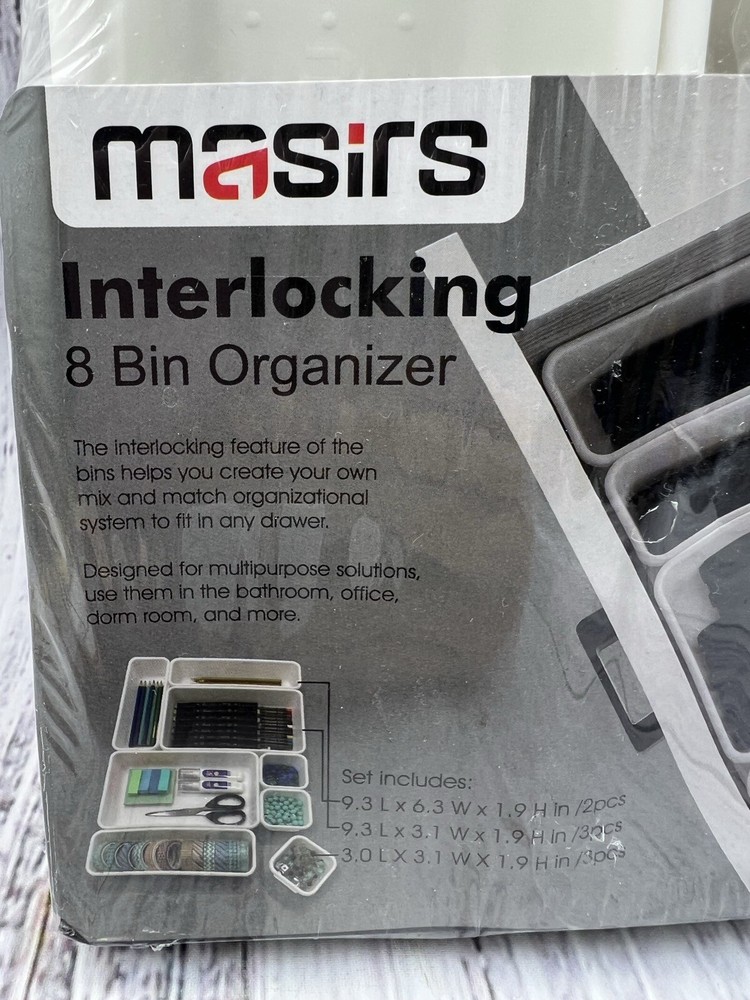 masirs
Interlocking
8 Bin Organizer
The interlocking feature of the
bins helps you create your own
mix and match organizational
system to fit in any drawer.
Designed for multipurpose solutions,
use them in the bathroom, office,
dorm room, and more.
Set includes:
9.3 L x 6.3 W x 1.9 H in /2pcs
9.3 L x 3.1 W x 1.9 H in /3pcs
3.0 L X 3.1 W X 1.9 H in /3pcs